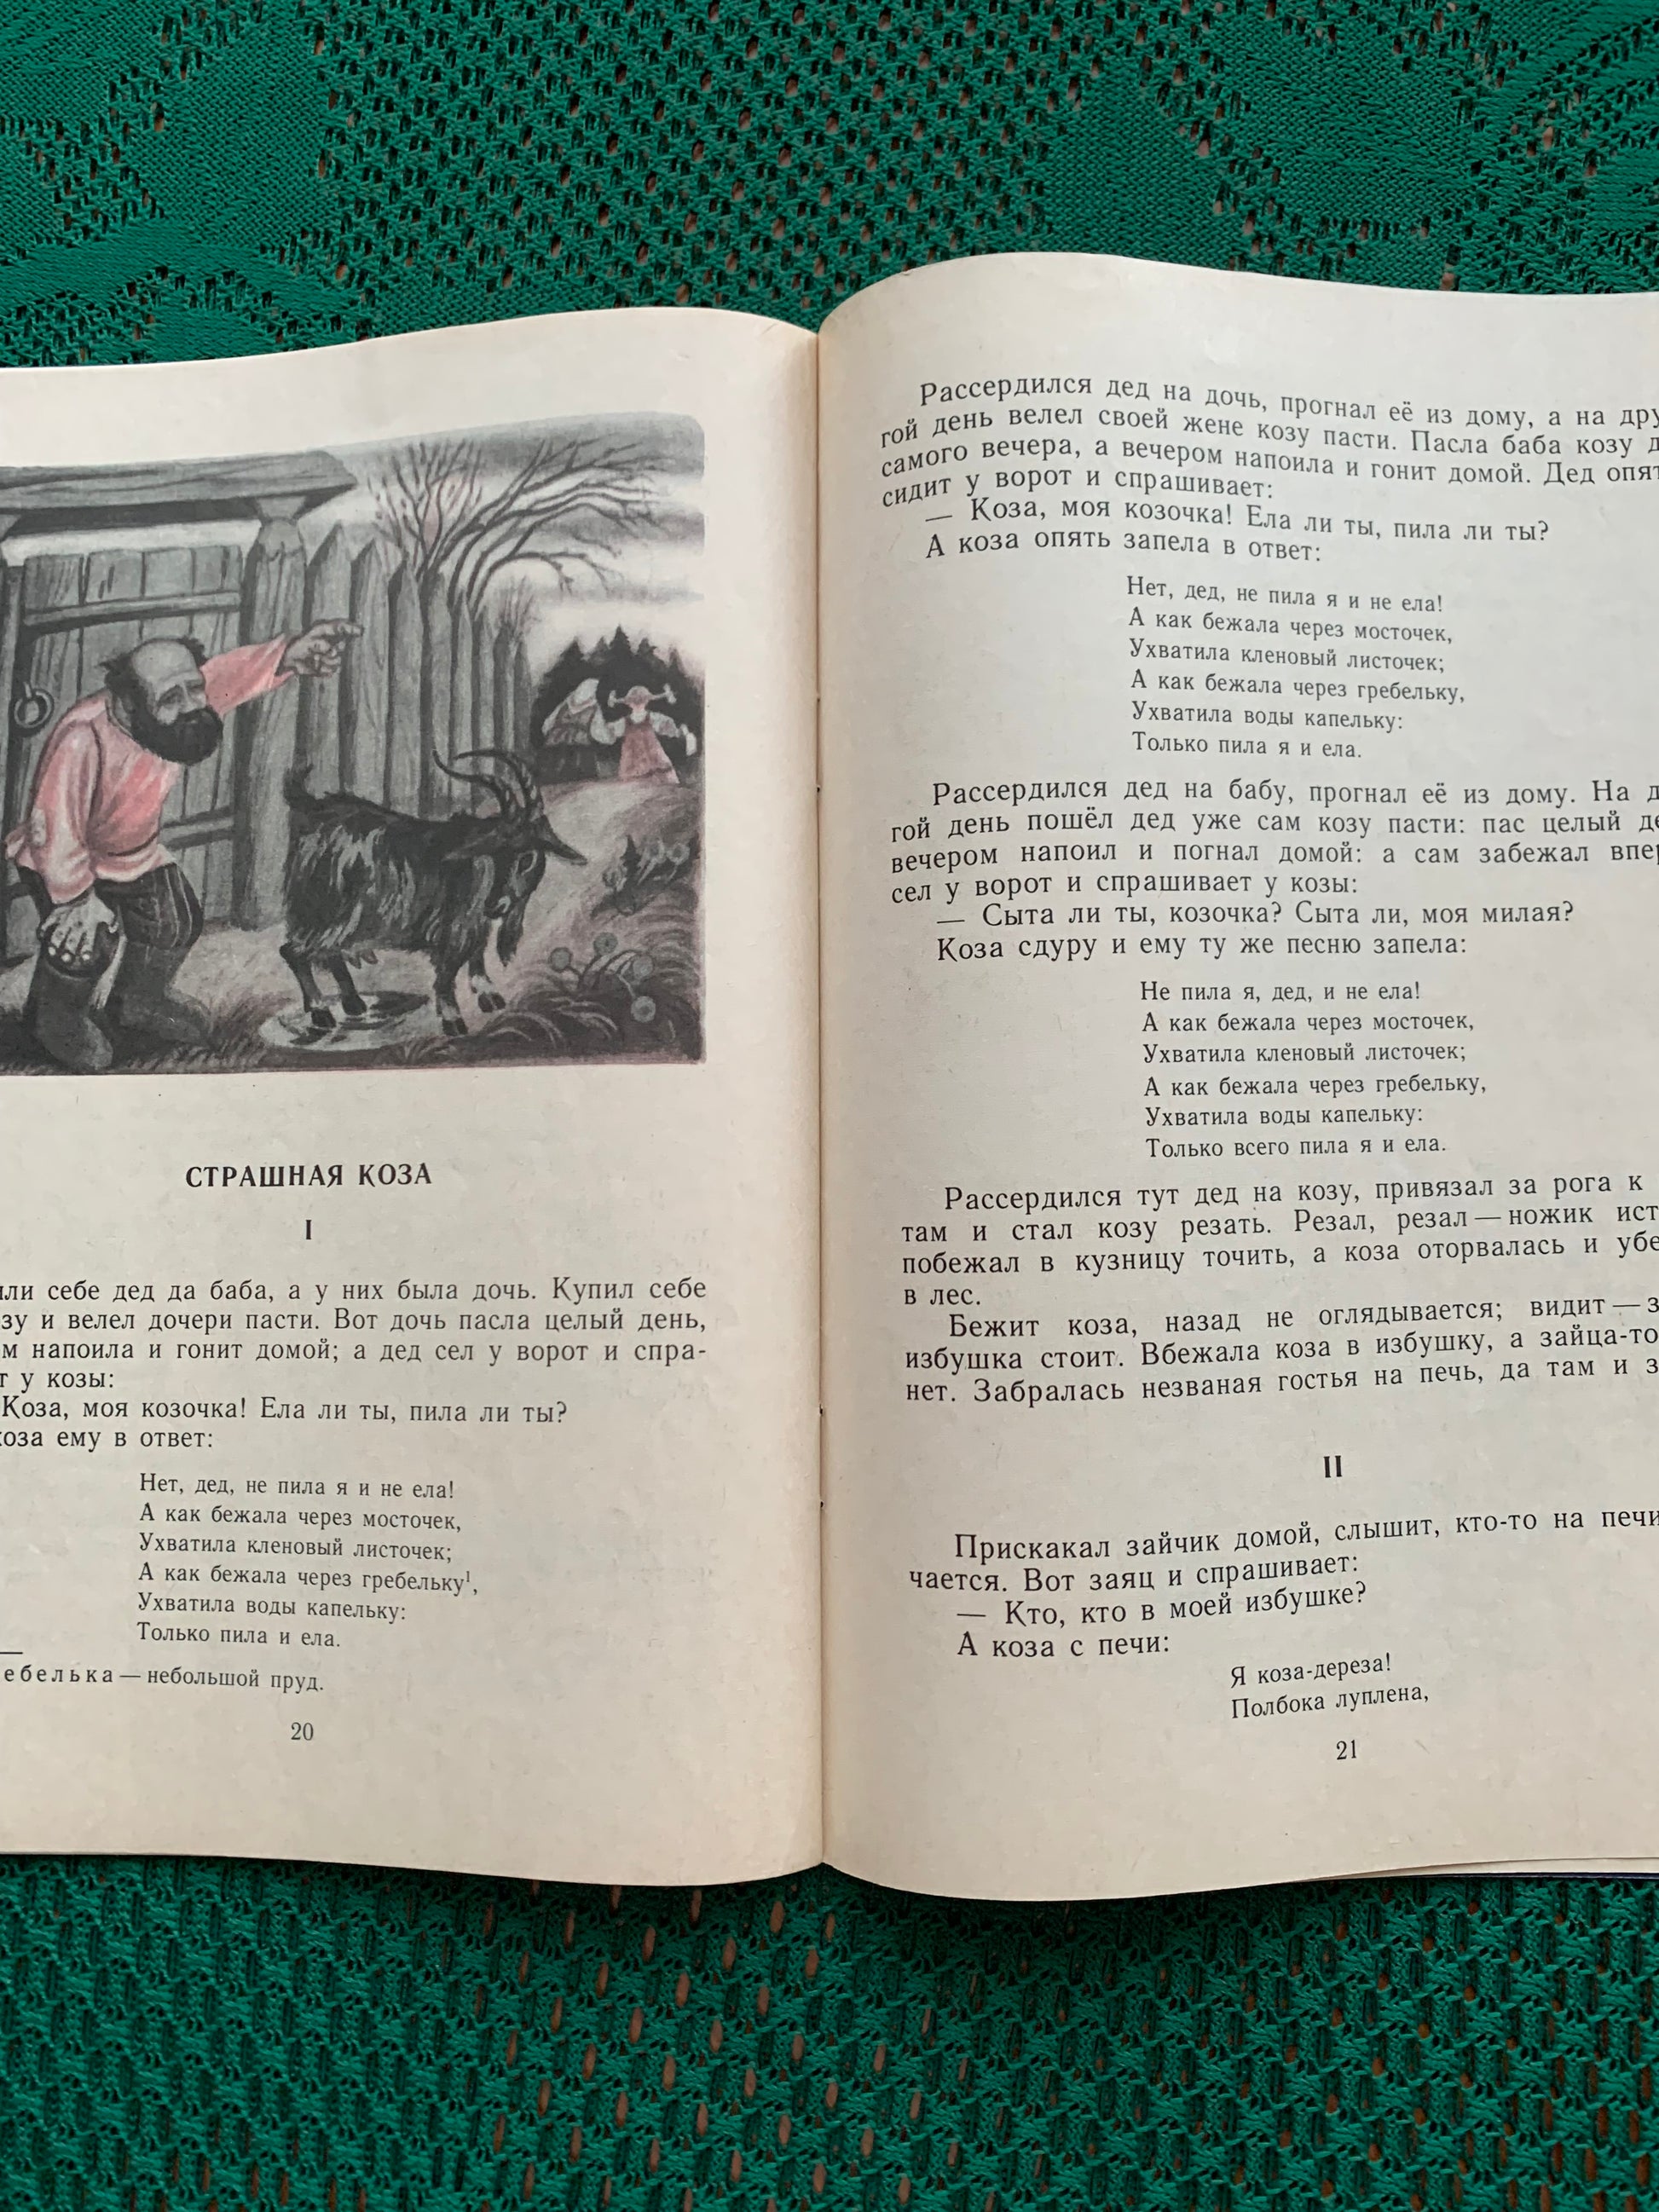 СТРАШНАЯ КОЗА
I
себе дед да баба, а у них была дочь. Купил себе
и велел дочери пасти. Вот дочь пасла целый день,
напоила и гонит домой; а дед сел у ворот и спра-
у козы:
Коза, моя козочка! Ела ли ты, пила ли ты?
ему в ответ:
Нет, дед, не пила я и не ела!
А как бежала через мосточек,
Ухватила кленовый листочек;
А как бежала через гребельку¹,
Ухватила воды капельку:
Только пила и ела.
— небольшой пруд.
20
Рассердился дед на дочь, прогнал её из дому, а на дру
гой день велел своей жене козу пасти. Пасла баба козу
самого вечера, а вечером напоила и гонит домой. Дед
сидит у ворот и спрашивает:
— Коза, моя козочка! Ела ли ты, пила ли ты?
А коза опять запела в ответ:
Нет, дед, не пила я и не ела!
А как бежала через мосточек,
Ухватила кленовый листочек;
А как бежала через гребельку,
Ухватила воды капельку:
Только пила я и ела.
Рассердился дед на бабу, прогнал её из дому. На
гой день пошёл дед уже сам козу пасти: пас целый
вечером напоил и погнал домой: а сам забежал
сел у ворот и спрашивает у козы:
— Сыта ли ты, козочка? Сыта ли, моя милая?
Коза сдуру и ему ту же песню запела:
Не пила я, дед, и не ела!
А как бежала через мосточек,
Ухватила кленовый листочек;
А как бежала через гребельку,
Ухватила воды капельку:
Только всего пила я и ела.
Рассердился тут дед на козу, привязал за рога к
там и стал козу резать. Резал, резал — ножик
побежал в кузницу точить, а коза оторвалась и
в лес.
Бежит коза, назад не оглядывается; видит —
избушка стоит. Вбежала коза в избушку, а зайца-то
нет. Забралась незваная гостья на печь, да там и
II
Прискакал зайчик домой, слышит, кто-то на печи
чается. Вот заяц и спрашивает:
— Кто, кто в моей избушке?
А коза с печи:
Я коза-дереза!
Полбока луплена,
21